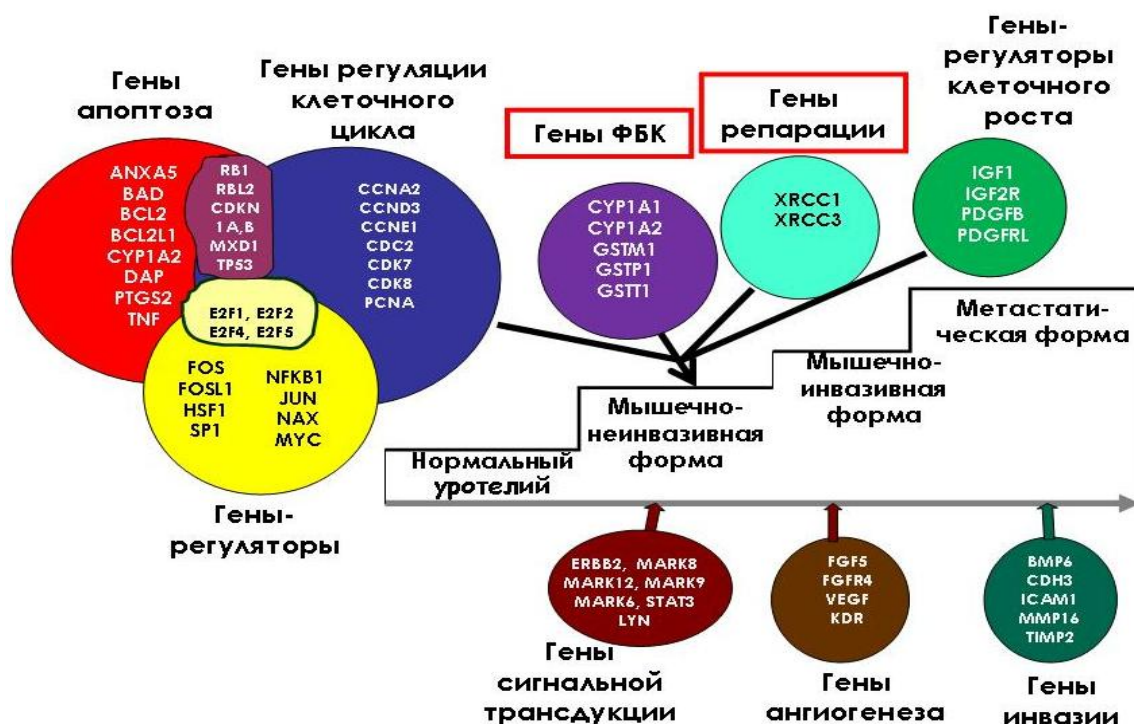 Гены
апоптоза
Гены регуляции
клеточного
цикла
Гены ФБК
Гены
репарации
Гены-
регуляторы
клеточного
роста
ANXA5
BAD
BCL2
BCL2L1
CYP1A2
DAP
PTGS2
TNF
RB1
RBL2
CDKN
1A,B
MXD1
TP53
CCNA2
CCND3
CCNE1
CDC2
CDK7
CDK8
PCNA
E2F1, E2F2
E2F4, E2F5
FOS
FOSL1
HSF1
SP1
NFKB1
JUN
NAX
MYC
Гены-
регуляторы
CYP1A1
CYP1A2
GSTM1
GSTP1
GSTT1
XRCC1
XRCC3
IGF1
IGF2R
PDGFB
PDGFRL
Нормальный
уротелий
Мышечно-
неинвазивная
форма
Мышечно-
инвазивная
форма
Метастати-
ческая форма
ERBB2, MARK8
MARK12, MARK9
MARK6, STAT3
LYN
Гены
сигнальной
трансдукции
FGF5
FGFR4
VEGF
KDR
Гены
ангиогенеза
BMP6
CDH3
ICAM1
MMP16
TIMP2
Гены
инвазии